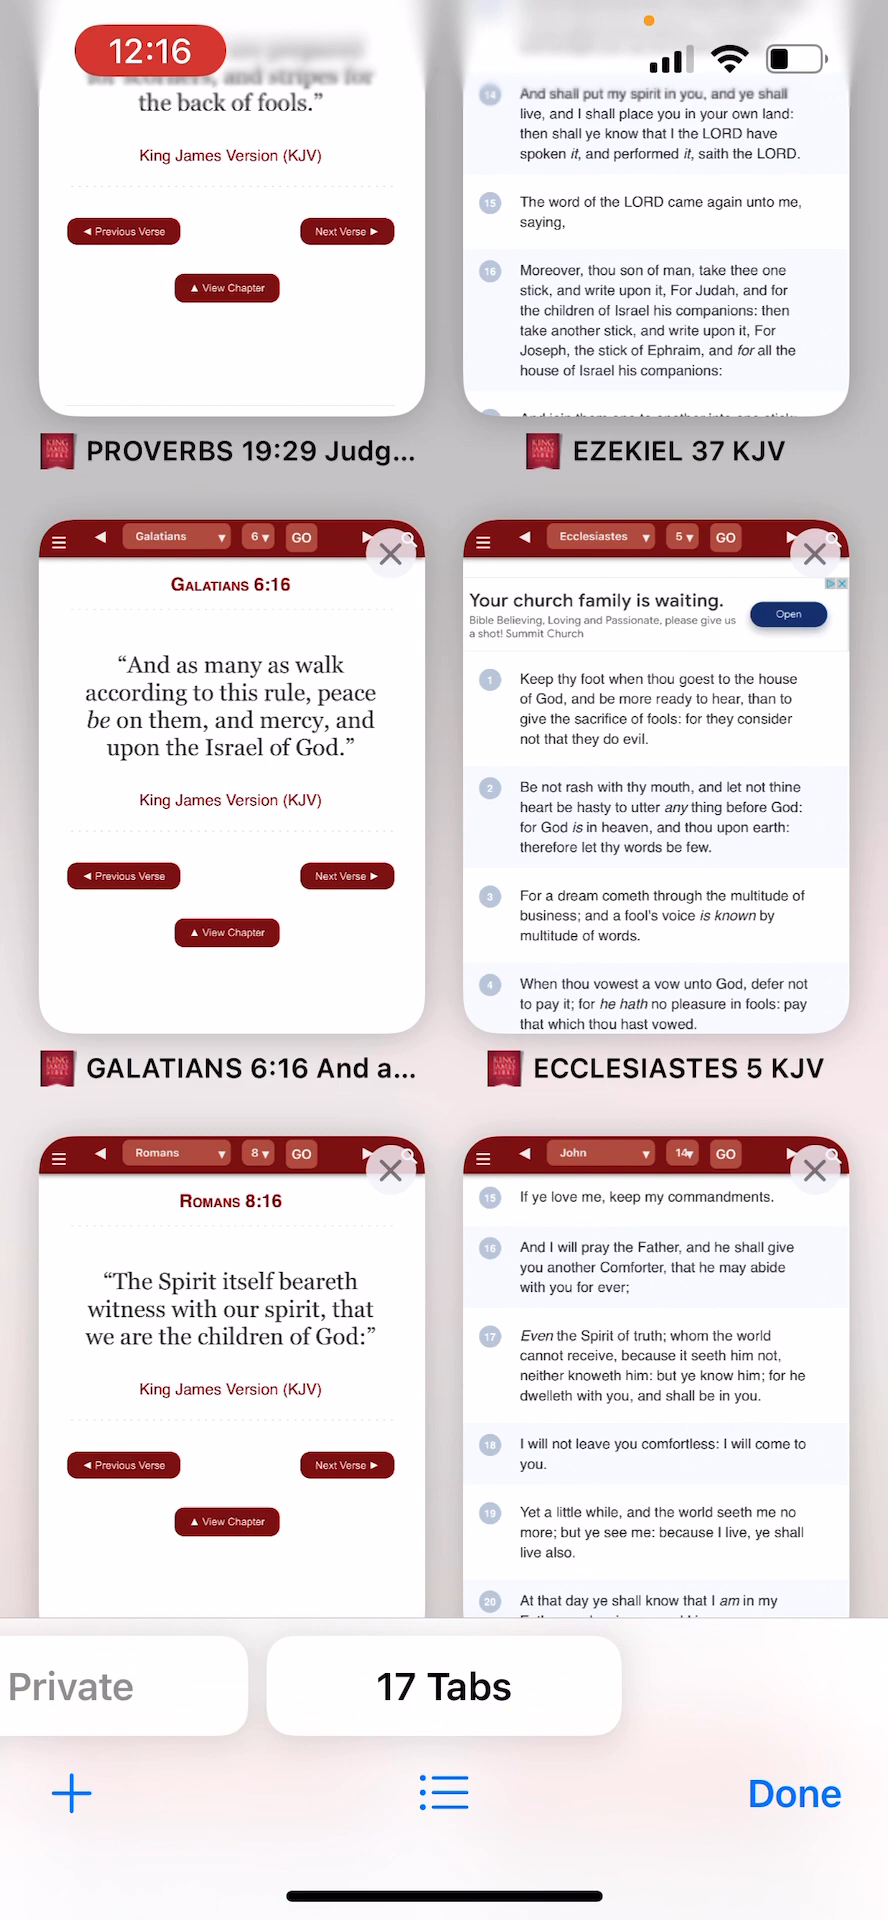 12:16
for scorners, and stripes for
the back of fools.”
King James Version (KJV)
◄ Previous Verse
Next Verse ►
▲ View Chapter
PROVERBS 19:29 Judg...
14 And shall put my spirit in you, and ye shall
live, and I shall place you in your own land:
then shall ye know that I the LORD have
spoken it, and performed it, saith the LORD.
15 The word of the LORD came again unto me,
saying,
16 Moreover, thou son of man, take thee one
stick, and write upon it, For Judah, and for
the children of Israel his companions: then
take another stick, and write upon it, For
Joseph, the stick of Ephraim, and for all the
house of Israel his companions:
EZEKIEL 37 KJV
Galatians 6 GO
GALATIANS 6:16
“And as many as walk
according to this rule, peace
be on them, and mercy, and
upon the Israel of God.”
King James Version (KJV)
◄ Previous Verse
Next Verse ►
▲ View Chapter
GALATIANS 6:16 And a...
Ecclesiastes 5 GO
Your church family is waiting.
Bible Believing, Loving and Passionate, please give us
a shot! Summit Church
Open
1 Keep thy foot when thou goest to the house
of God, and be more ready to hear, than to
give the sacrifice of fools: for they consider
not that they do evil.
2 Be not rash with thy mouth, and let not thine
heart be hasty to utter any thing before God:
for God is in heaven, and thou upon earth:
therefore let thy words be few.
3 For a dream cometh through the multitude of
business; and a fool's voice is known by
multitude of words.
4 When thou vowest a vow unto God, defer not
to pay it; for he hath no pleasure in fools: pay
that which thou hast vowed.
ECCLESIASTES 5 KJV
Romans 8 GO
ROMANS 8:16
“The Spirit itself beareth
witness with our spirit, that
we are the children of God:”
King James Version (KJV)
◄ Previous Verse
Next Verse ►
▲ View Chapter
John 14 GO
15 If ye love me, keep my commandments.
16 And I will pray the Father, and he shall give
you another Comforter, that he may abide
with you for ever;
17 Even the Spirit of truth; whom the world
cannot receive, because it seeth him not,
neither knoweth him: but ye know him; for he
dwelleth with you, and shall be in you.
18 I will not leave you comfortless: I will come to
you.
19 Yet a little while, and the world seeth me no
more; but ye see me: because I live, ye shall
live also.
20 At that day ye shall know that I am in my
Private
17 Tabs
Done